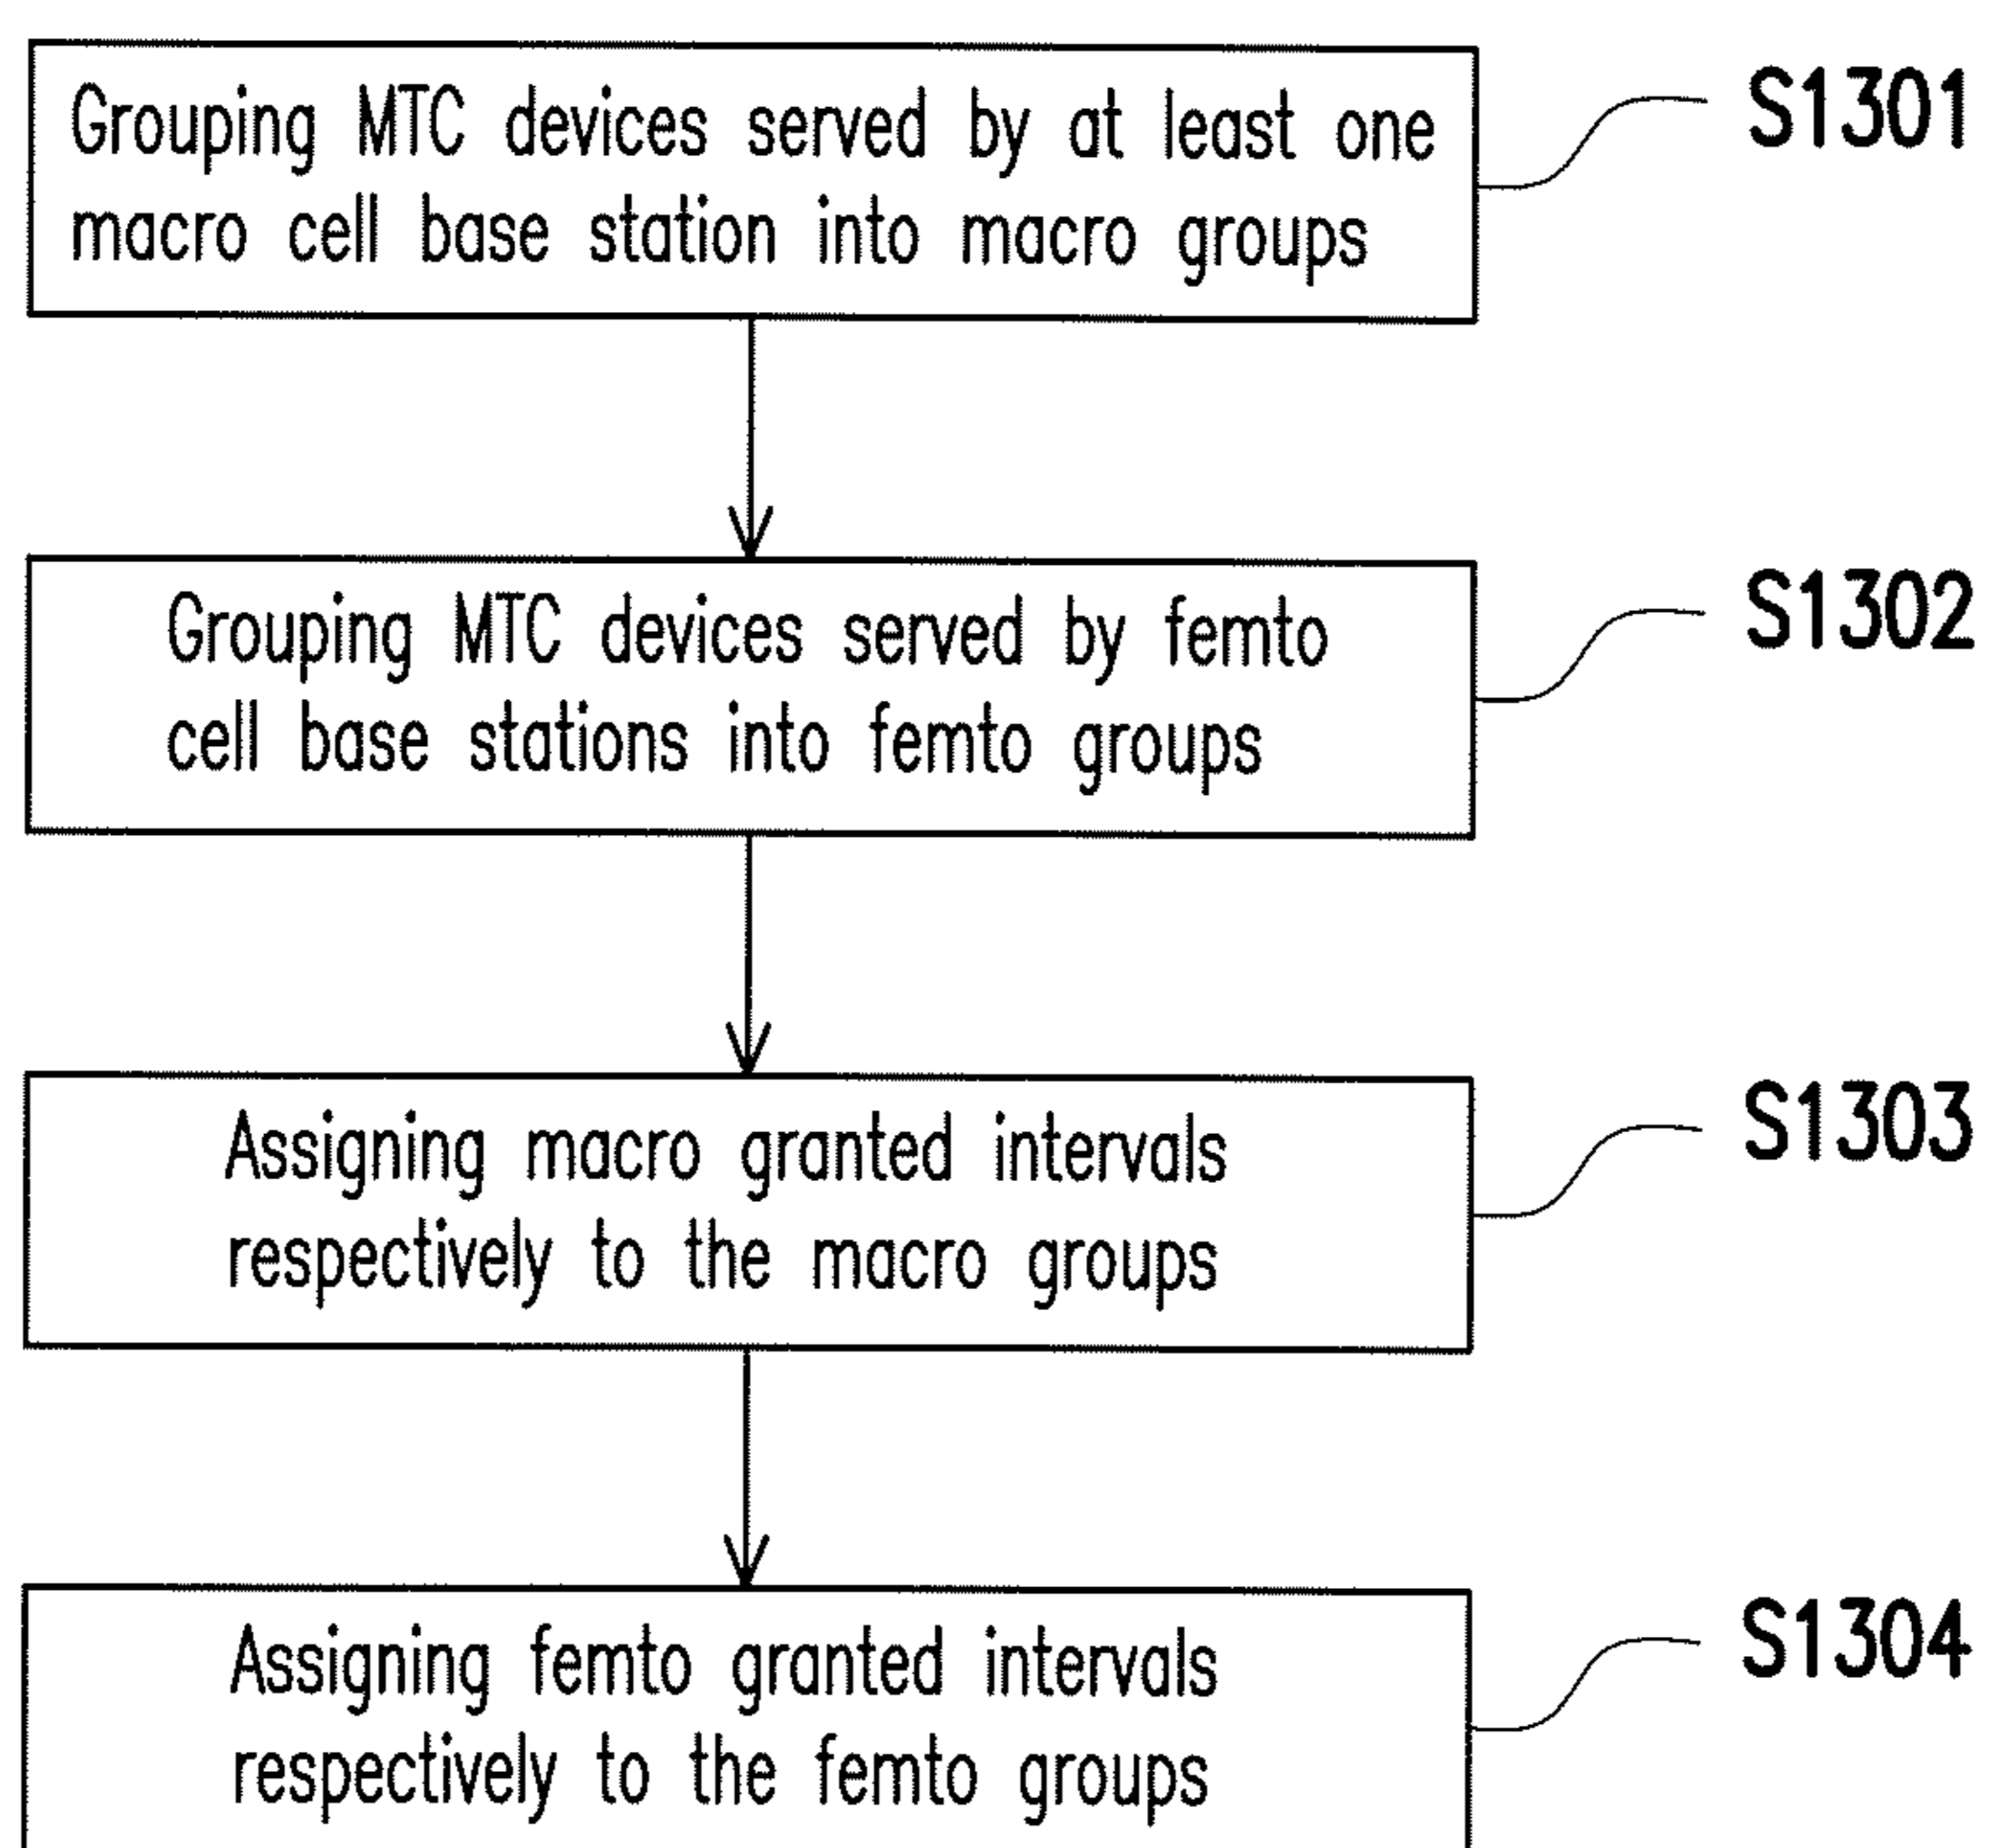 Grouping MTC devices served by at least one
macro cell base station into macro groups
S1301
Grouping MTC devices served by femto
cell base stations into femto groups
S1302
Assigning macro granted intervals
respectively to the macro groups
S1303
Assigning femto granted intervals
respectively to the femto groups
S1304